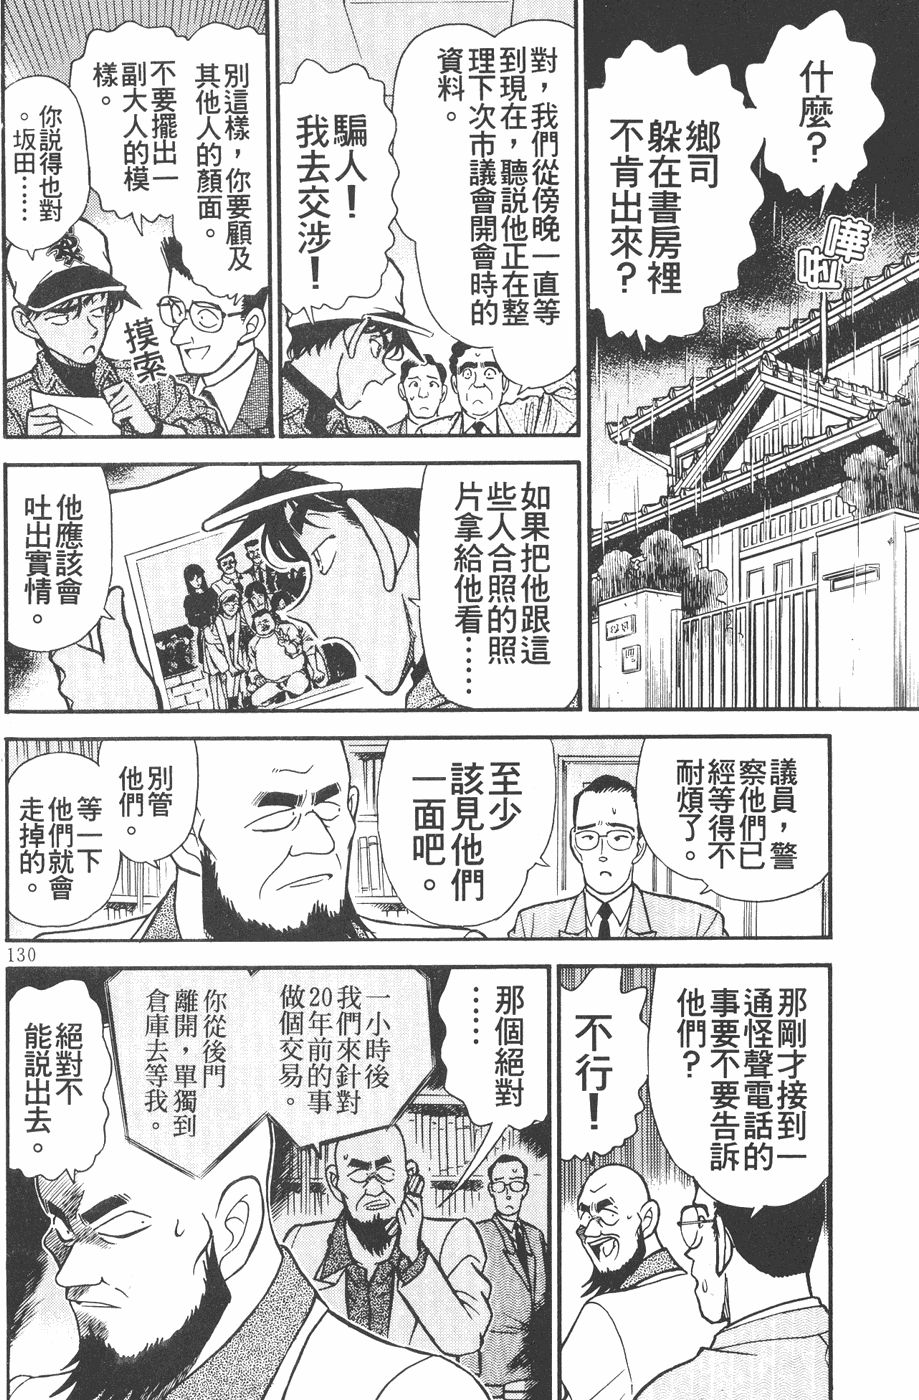 什麼？
鄉司
躲在書房裡
不肯出來？
嘩啦
對，我們從傍晚一直等
到現在，聽說他正在整
理下次市議會開會時的
資料。
騙人！
我去交涉！
別這樣，你要顧及
其他人的顏面。
不要擺出一
副大人的模
樣。
摸索
你說得也對
。坂田……
如果把他跟這
些人合照的照
片拿給他看……
他應該會
吐出實情。
議員，警
察他們已
經等得不
耐煩了。
至少
該見他們
一面吧。
別管
他們。
等一下
他們就會
走掉的。
那剛才接到一
通怪聲電話的
事要不要告訴
他們？
不行！
那個絕對
……
一小時後
我們來針對
20年前的事
做個交易。
你從後門
離開，單獨到
倉庫去等我。
絕對不
能說出去。
130